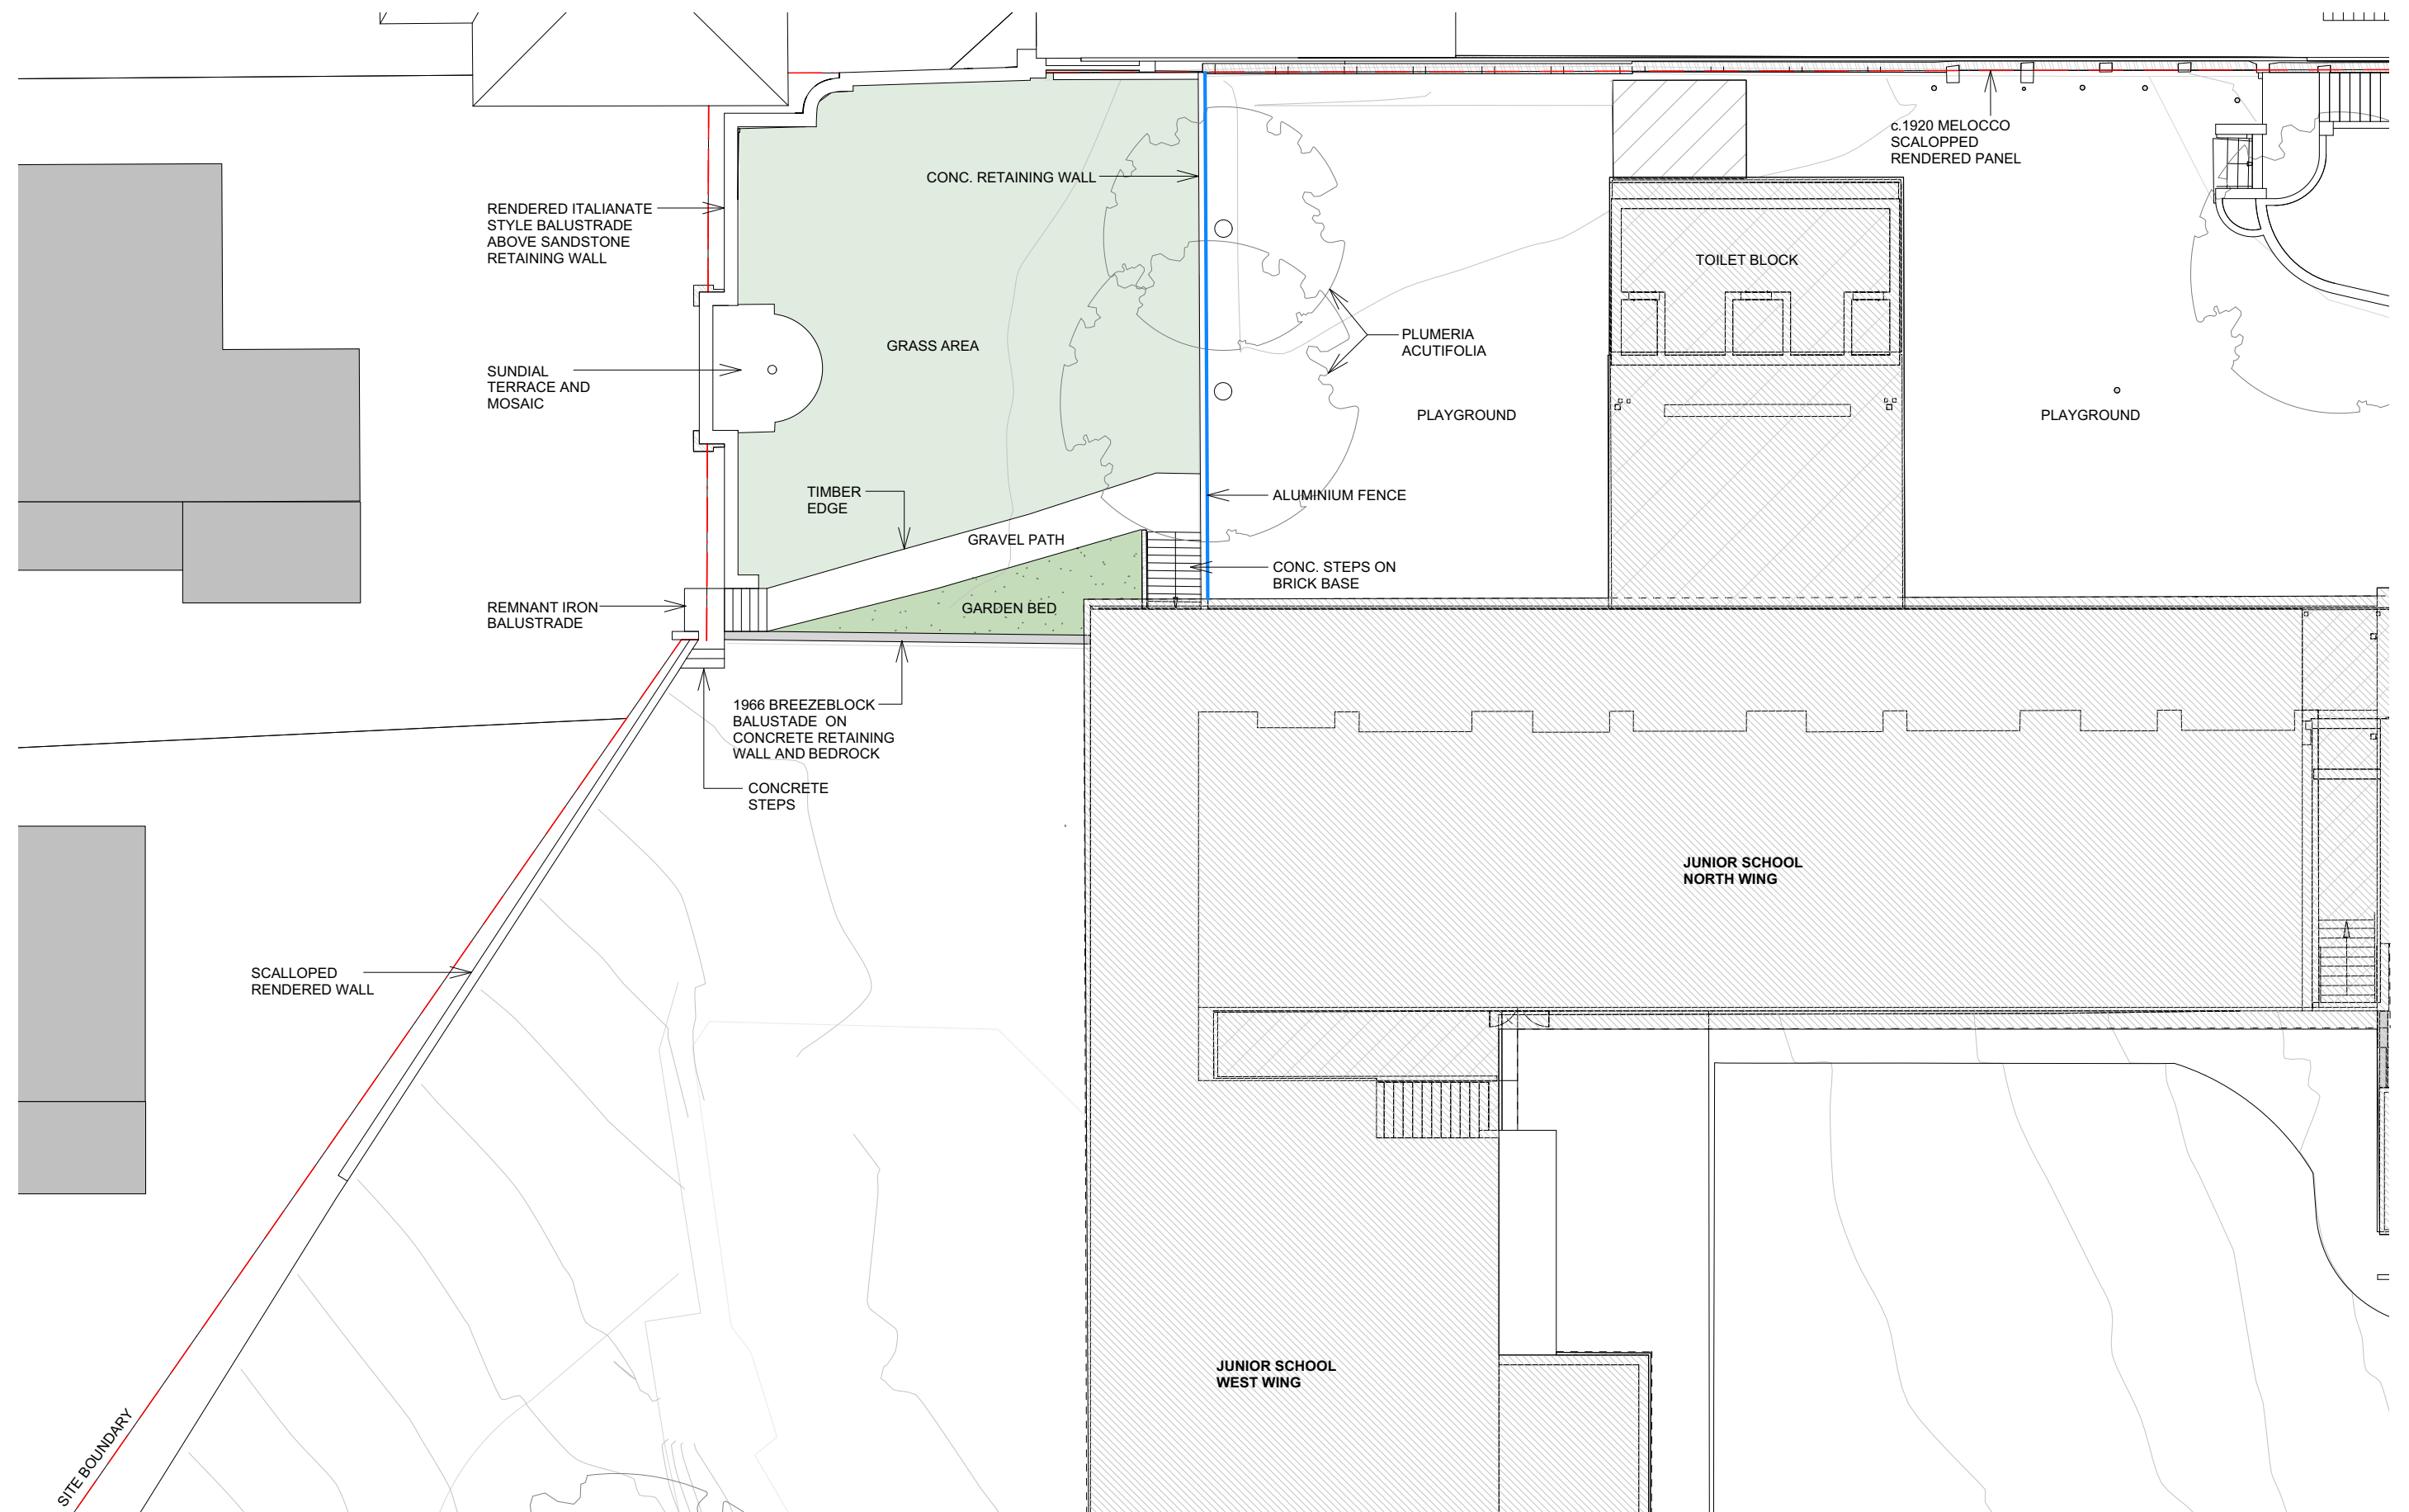 c.1920 MELOCCO
SCALOPPED
RENDERED PANEL
CONC. RETAINING WALL
RENDERED ITALIANATE
STYLE BALUSTRADE
ABOVE SANDSTONE
RETAINING WALL
TOILET BLOCK
PLUMERIA
ACUTIFOLIA
GRASS AREA
SUNDIAL
TERRACE AND
MOSAIC
PLAYGROUND
PLAYGROUND
TIMBER
EDGE
ALUMINIUM FENCE
GRAVEL PATH
CONC. STEPS ON
BRICK BASE
REMNANT IRON
BALUSTRADE
GARDEN BED
1966 BREEZEBLOCK
BALUSTADE ON
CONCRETE RETAINING
WALL AND BEDROCK
CONCRETE
STEPS
JUNIOR SCHOOL
NORTH WING
SCALLOPED
RENDERED WALL
JUNIOR SCHOOL
WEST WING
SITE BOUNDARY